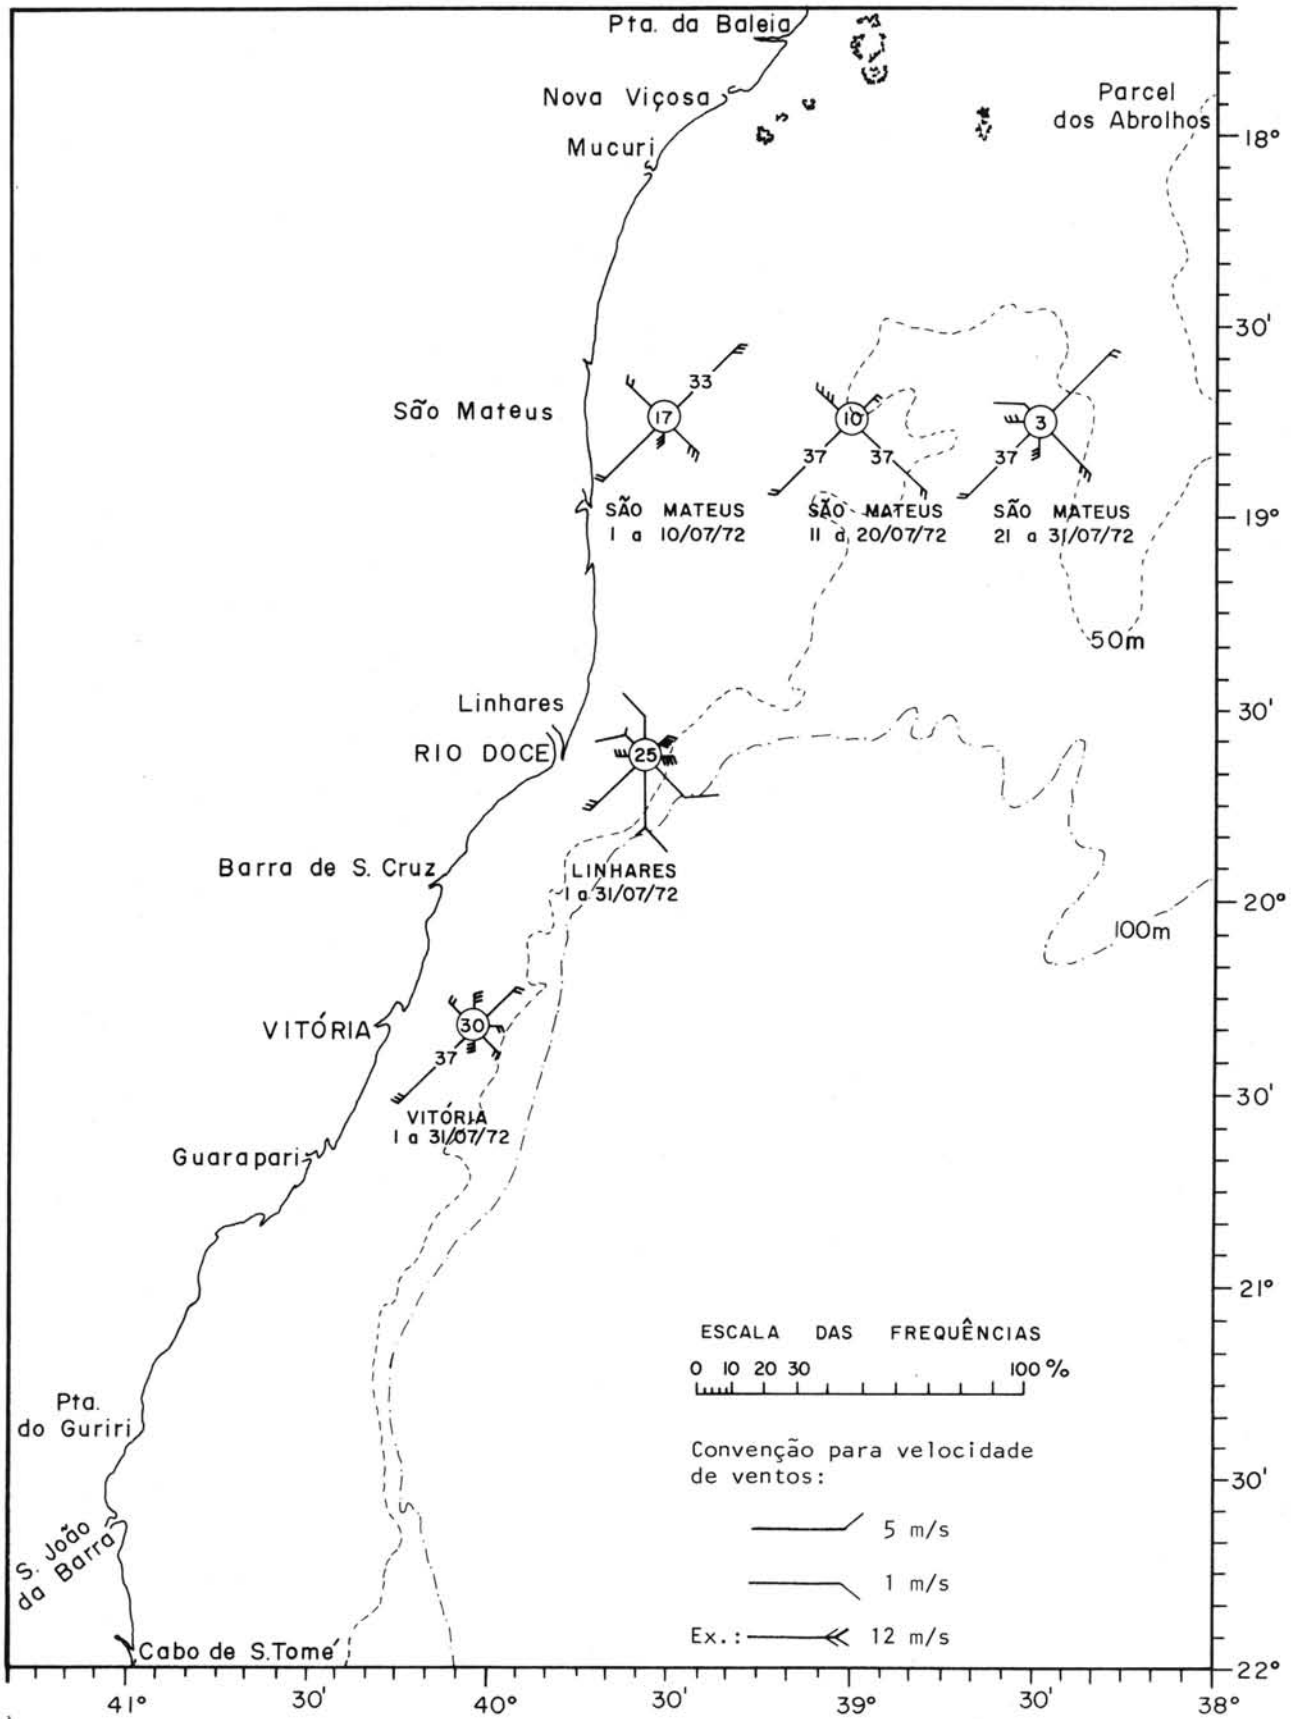 Pta. da Baleia
Nova Viçosa
Parcel
dos Abrolhos
18°
Mucuri
30'
33
São Mateus
17
10
3
37
37
37
SÃO MATEUS
1 a 10/07/72
SÃO MATEUS
11 a 20/07/72
SÃO MATEUS
21 a 31/07/72
19°
50m
Linhares
30'
RIO DOCE
25
Barra de S. Cruz
LINHARES
1 a 31/07/72
20°
100m
VITÓRIA
30
37
30'
VITÓRIA
1 a 31/07/72
Guarapari
21°
ESCALA DAS FREQUÊNCIAS
0 10 20 30 100 %
Pta.
do Guriri
Convenção para velocidade
de ventos:
30'
5 m/s
S. João
da Barra
1 m/s
Ex.: 12 m/s
Cabo de S. Tomé
22°
41° 30' 40° 30' 39° 30' 38°